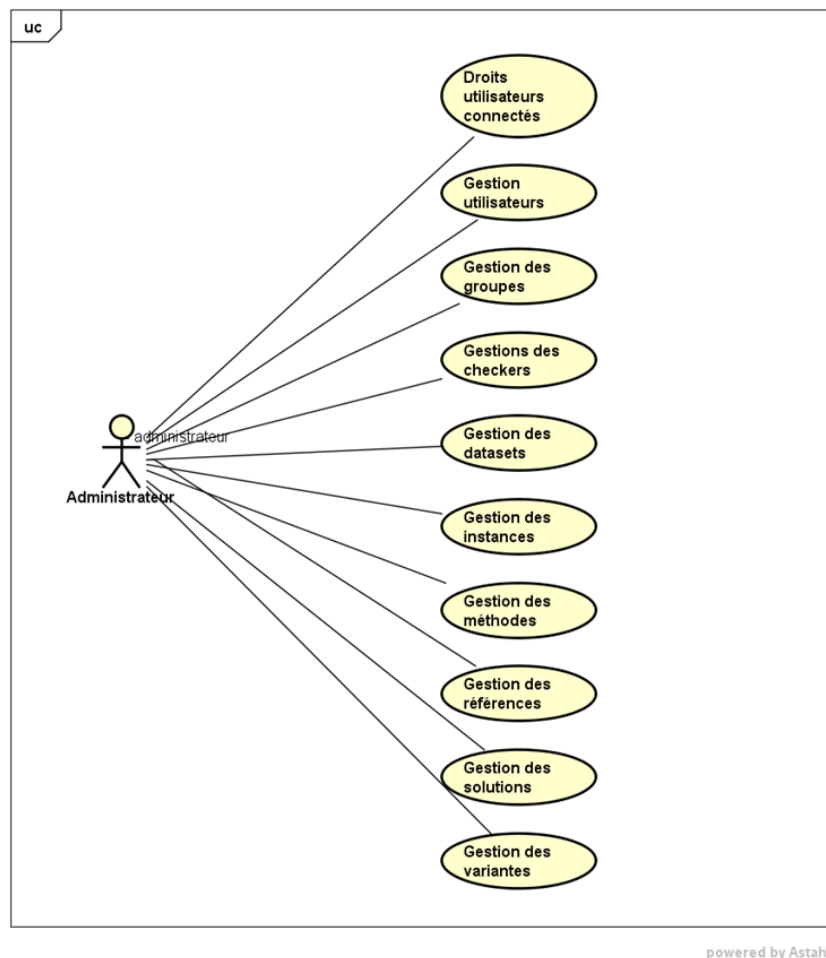 uc
Droits
utilisateurs
connectés
Gestion
utilisateurs
Gestion des
groupes
Gestions des
checkers
administrateur
Administrateur
Gestion des
datasets
Gestion des
instances
Gestion des
méthodes
Gestion des
références
Gestion des
solutions
Gestion des
variantes
powered by Astah